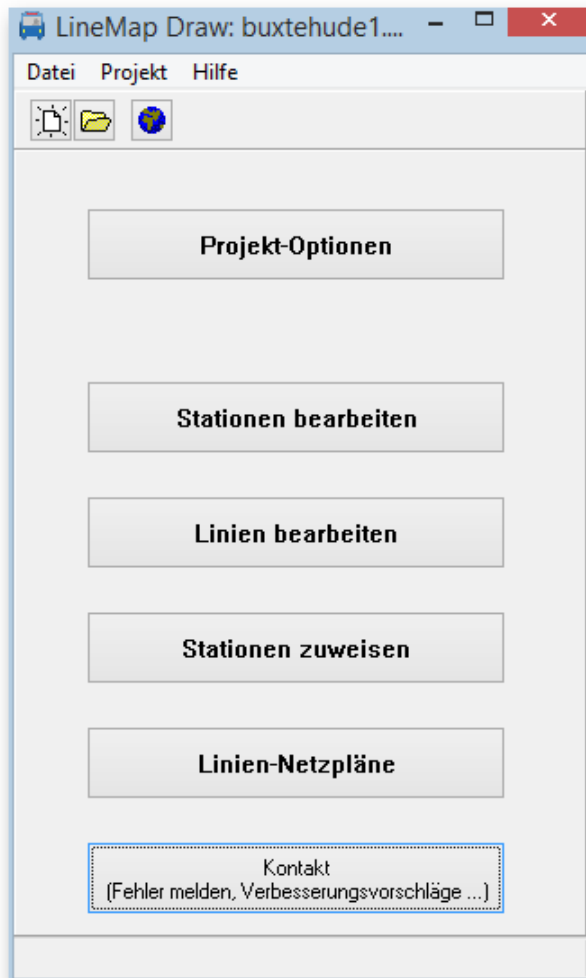 LineMap Draw: buxtehude1....
Datei Projekt Hilfe
Projekt-Optionen
Stationen bearbeiten
Linien bearbeiten
Stationen zuweisen
Linien-Netzpläne
Kontakt
(Fehler melden, Verbesserungsvorschläge ...)